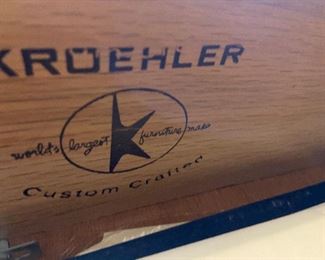 KROEHLER
world's largest furniture maker
Custom Crafted